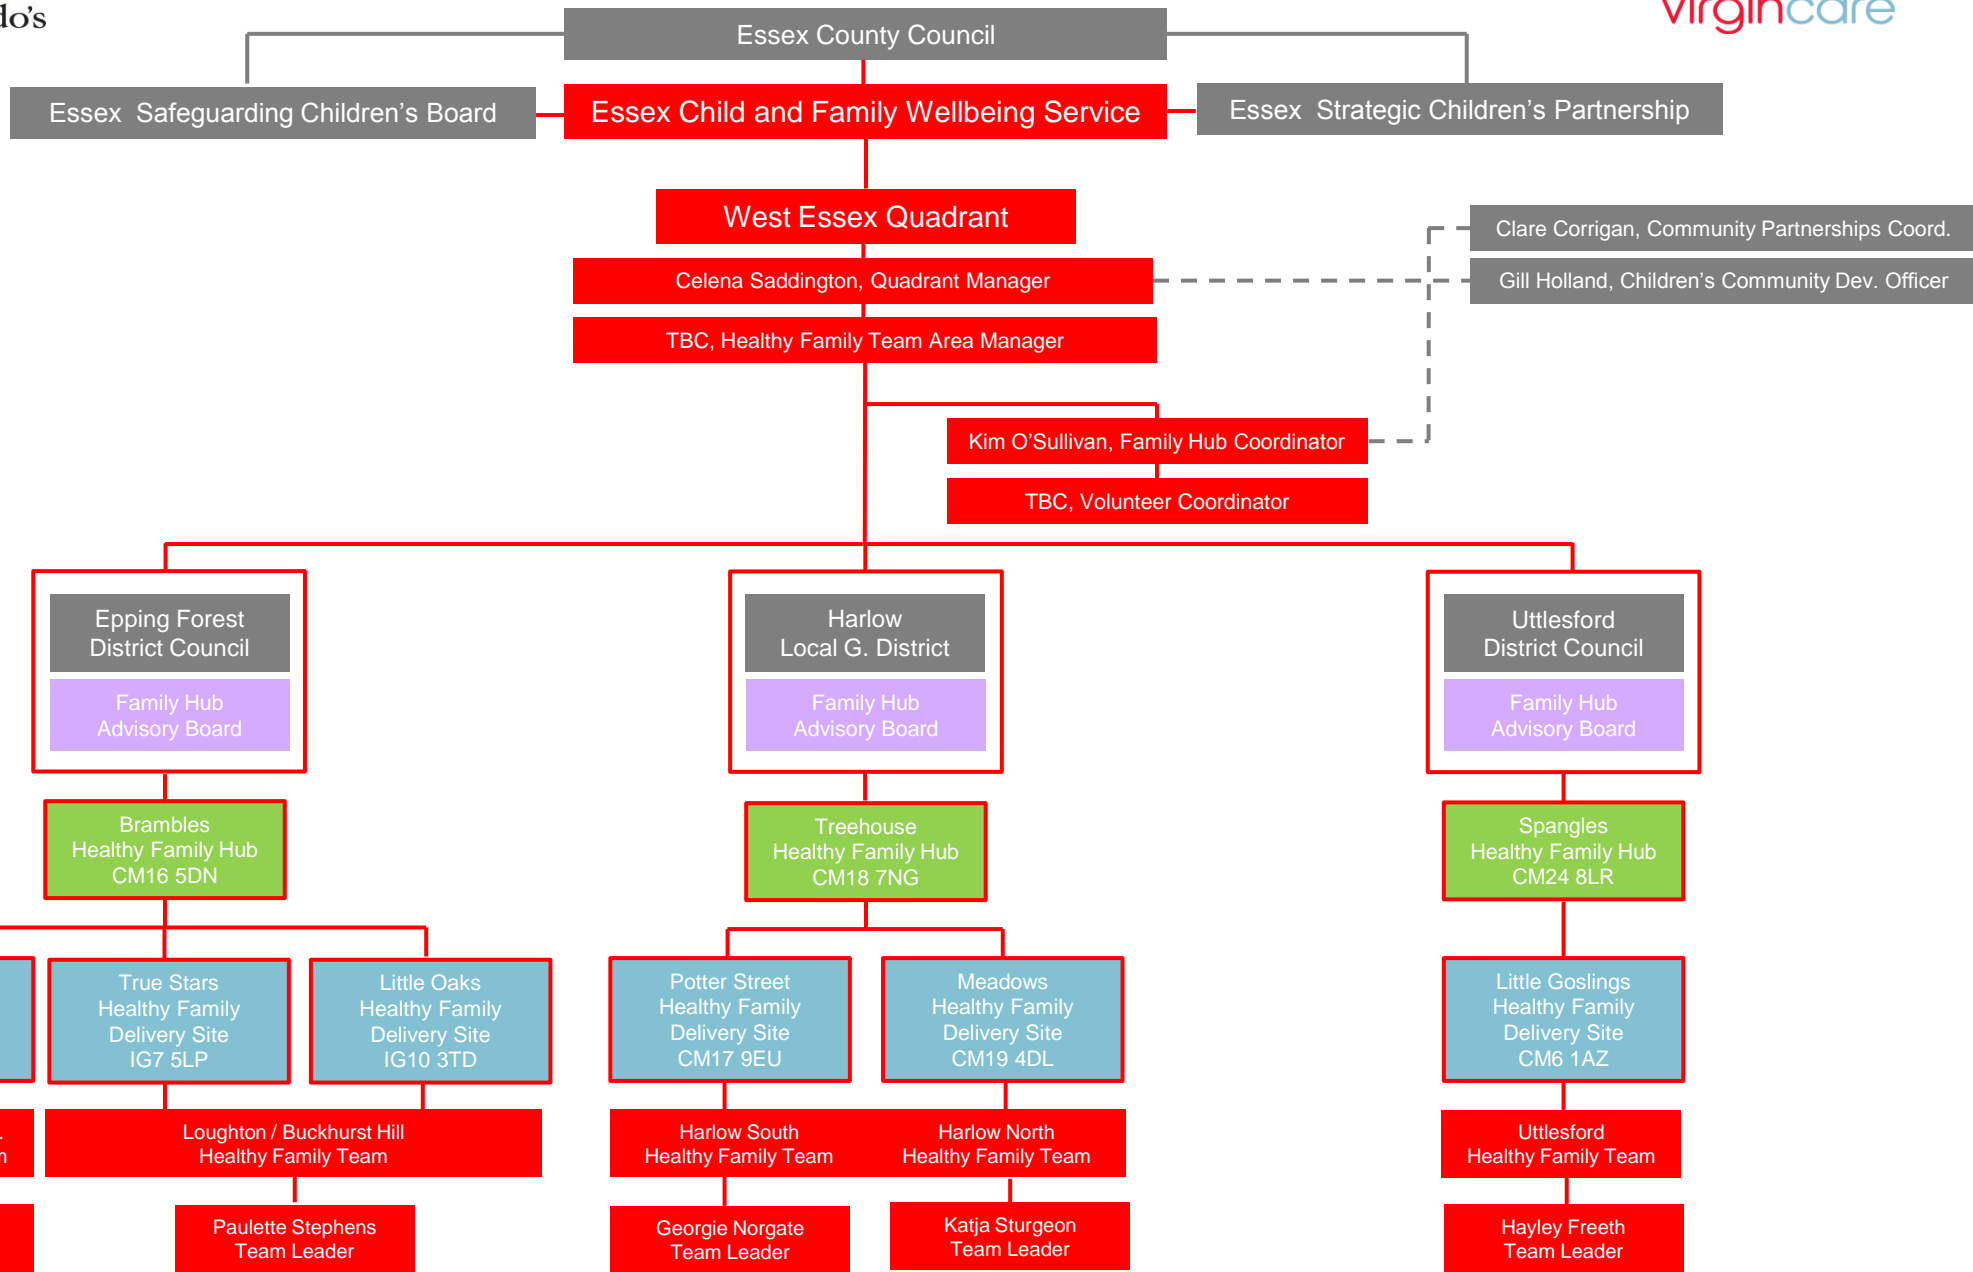 do's
virgincare
Essex County Council
Essex Safeguarding Children's Board
Essex Child and Family Wellbeing Service
Essex Strategic Children's Partnership
West Essex Quadrant
Clare Corrigan, Community Partnerships Coord.
Celena Saddington, Quadrant Manager
Gill Holland, Children's Community Dev. Officer
TBC, Healthy Family Team Area Manager
Kim O'Sullivan, Family Hub Coordinator
TBC, Volunteer Coordinator
Epping Forest
District Council
Family Hub
Advisory Board
Harlow
Local G. District
Family Hub
Advisory Board
Uttlesford
District Council
Family Hub
Advisory Board
Brambles
Healthy Family Hub
CM16 5DN
Treehouse
Healthy Family Hub
CM18 7NG
Spangles
Healthy Family Hub
CM24 8LR
True Stars
Healthy Family
Delivery Site
IG7 5LP
Little Oaks
Healthy Family
Delivery Site
IG10 3TD
Potter Street
Healthy Family
Delivery Site
CM17 9EU
Meadows
Healthy Family
Delivery Site
CM19 4DL
Little Goslings
Healthy Family
Delivery Site
CM6 1AZ
Loughton / Buckhurst Hill
Healthy Family Team
Harlow South
Healthy Family Team
Harlow North
Healthy Family Team
Uttlesford
Healthy Family Team
Paulette Stephens
Team Leader
Georgie Norgate
Team Leader
Katja Sturgeon
Team Leader
Hayley Freeth
Team Leader